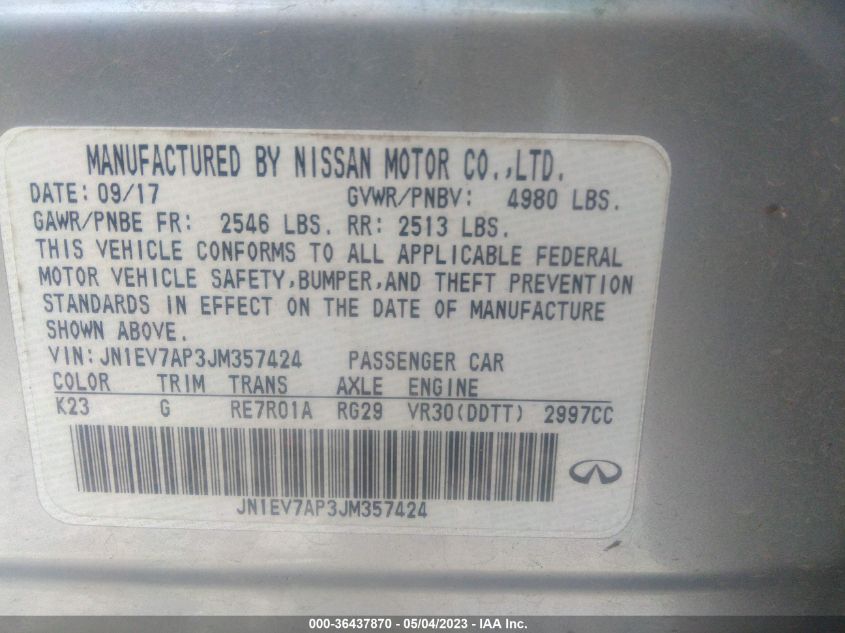 MANUFACTURED BY NISSAN MOTOR CO.,LTD.
DATE: 09/17 GVWR/PNBV: 4980 LBS.
GAWR/PNBE FR: 2546 LBS. RR: 2513 LBS.
THIS VEHICLE CONFORMS TO ALL APPLICABLE FEDERAL
MOTOR VEHICLE SAFETY,BUMPER,AND THEFT PREVENTION
STANDARDS IN EFFECT ON THE DATE OF MANUFACTURE
SHOWN ABOVE.
VIN: JN1EV7AP3JM357424 PASSENGER CAR
COLOR TRIM TRANS AXLE ENGINE
K23 G RE7R01A RG29 VR30(DDTT) 2997CC
JN1EV7AP3JM357424
000-36437870 - 05/04/2023 - IAA Inc.